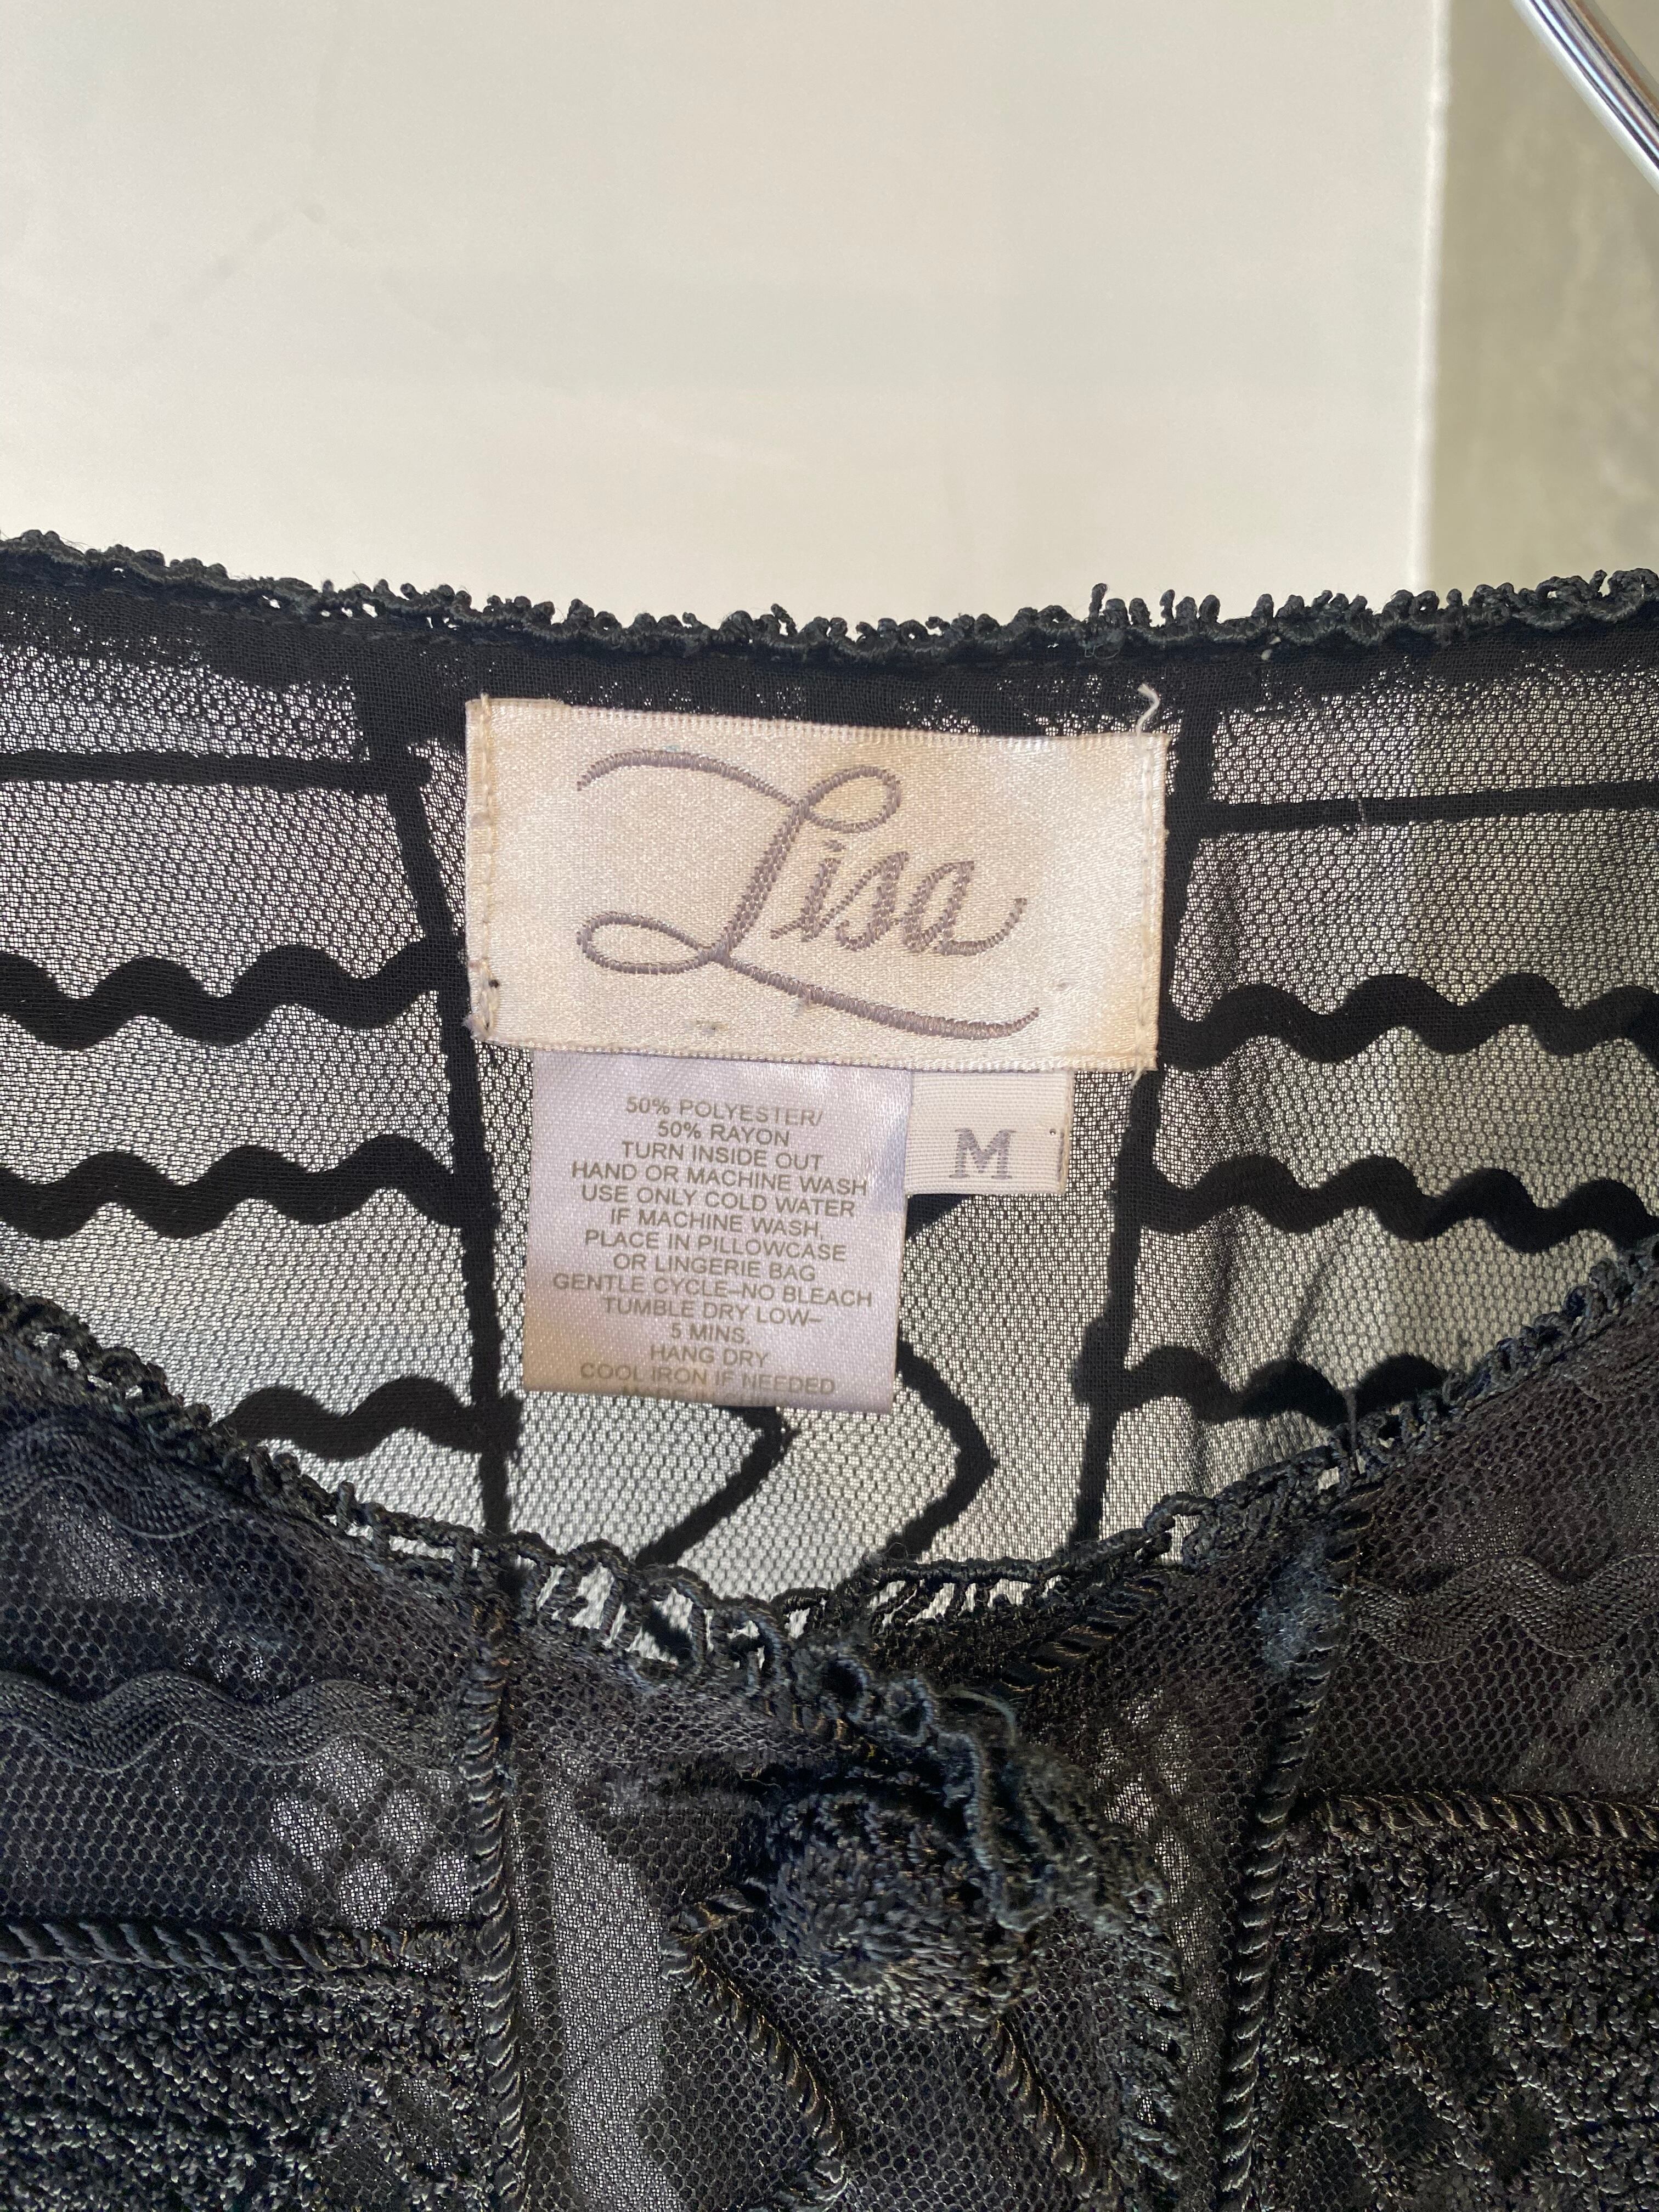 Lisa
50% POLYESTER/
50% RAYON
TURN INSIDE OUT
HAND OR MACHINE WASH
USE ONLY COLD WATER
IF MACHINE WASH,
PLACE IN PILLOWCASE
OR LINGERIE BAG
GENTLE CYCLE–NO BLEACH
TUMBLE DRY LOW–
5 MINS.
HANG DRY
COOL IRON IF NEEDED
M